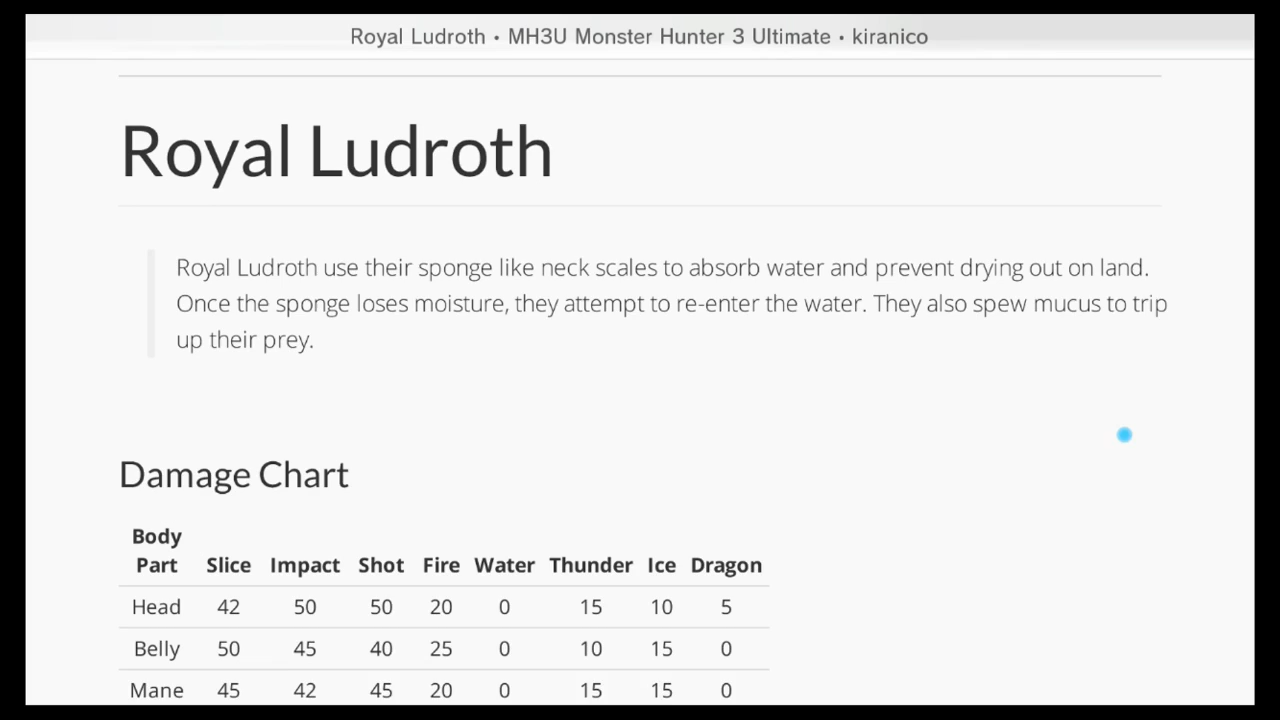 Royal Ludroth • MH3U Monster Hunter 3 Ultimate • kiranico
Royal Ludroth
Royal Ludroth use their sponge like neck scales to absorb water and prevent drying out on land.
Once the sponge loses moisture, they attempt to re-enter the water. They also spew mucus to trip
up their prey.
Damage Chart
Body
Part Slice Impact Shot Fire Water Thunder Ice Dragon
Head 42 50 50 20 0 15 10 5
Belly 50 45 40 25 0 10 15 0
Mane 45 42 45 20 0 15 15 0